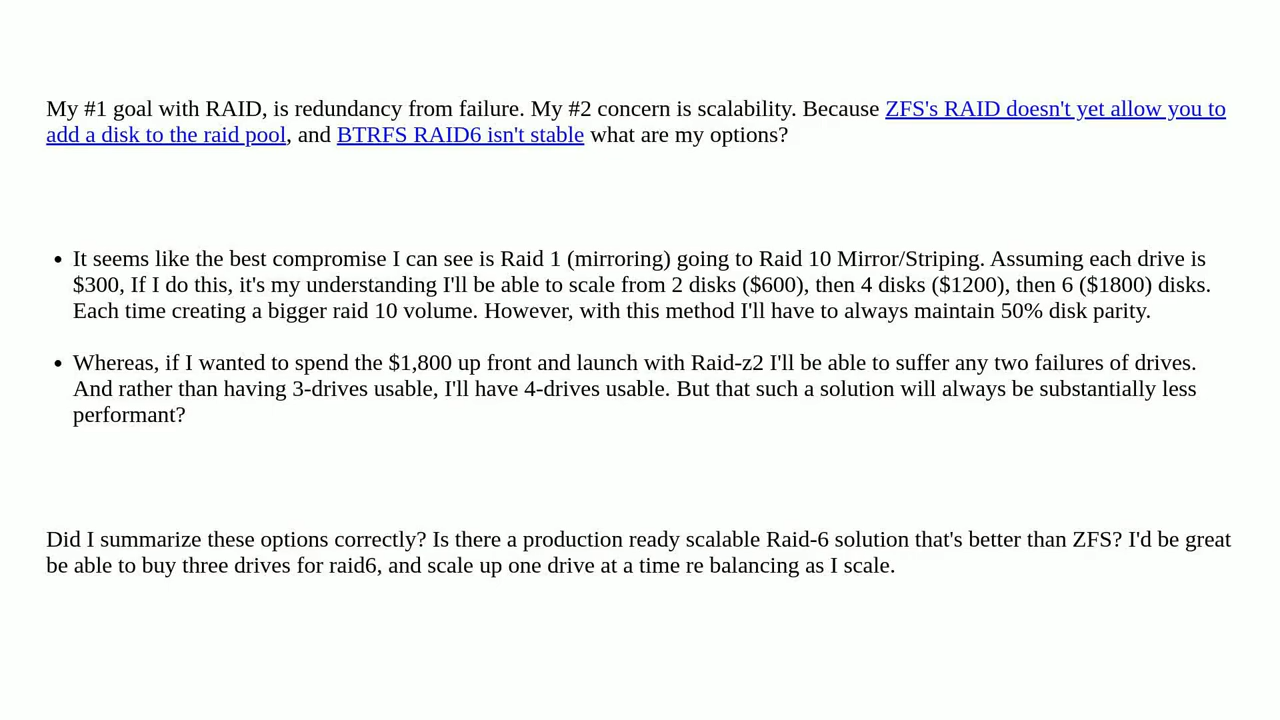 My #1 goal with RAID, is redundancy from failure. My #2 concern is scalability. Because ZFS's RAID doesn't yet allow you to
add a disk to the raid pool, and BTRFS RAID6 isn't stable what are my options?
• It seems like the best compromise I can see is Raid 1 (mirroring) going to Raid 10 Mirror/Striping. Assuming each drive is
$300, If I do this, it's my understanding I'll be able to scale from 2 disks ($600), then 4 disks ($1200), then 6 ($1800) disks.
Each time creating a bigger raid 10 volume. However, with this method I'll have to always maintain 50% disk parity.
• Whereas, if I wanted to spend the $1,800 up front and launch with Raid-z2 I'll be able to suffer any two failures of drives.
And rather than having 3-drives usable, I'll have 4-drives usable. But that such a solution will always be substantially less
performant?
Did I summarize these options correctly? Is there a production ready scalable Raid-6 solution that's better than ZFS? I'd be great
be able to buy three drives for raid6, and scale up one drive at a time re balancing as I scale.